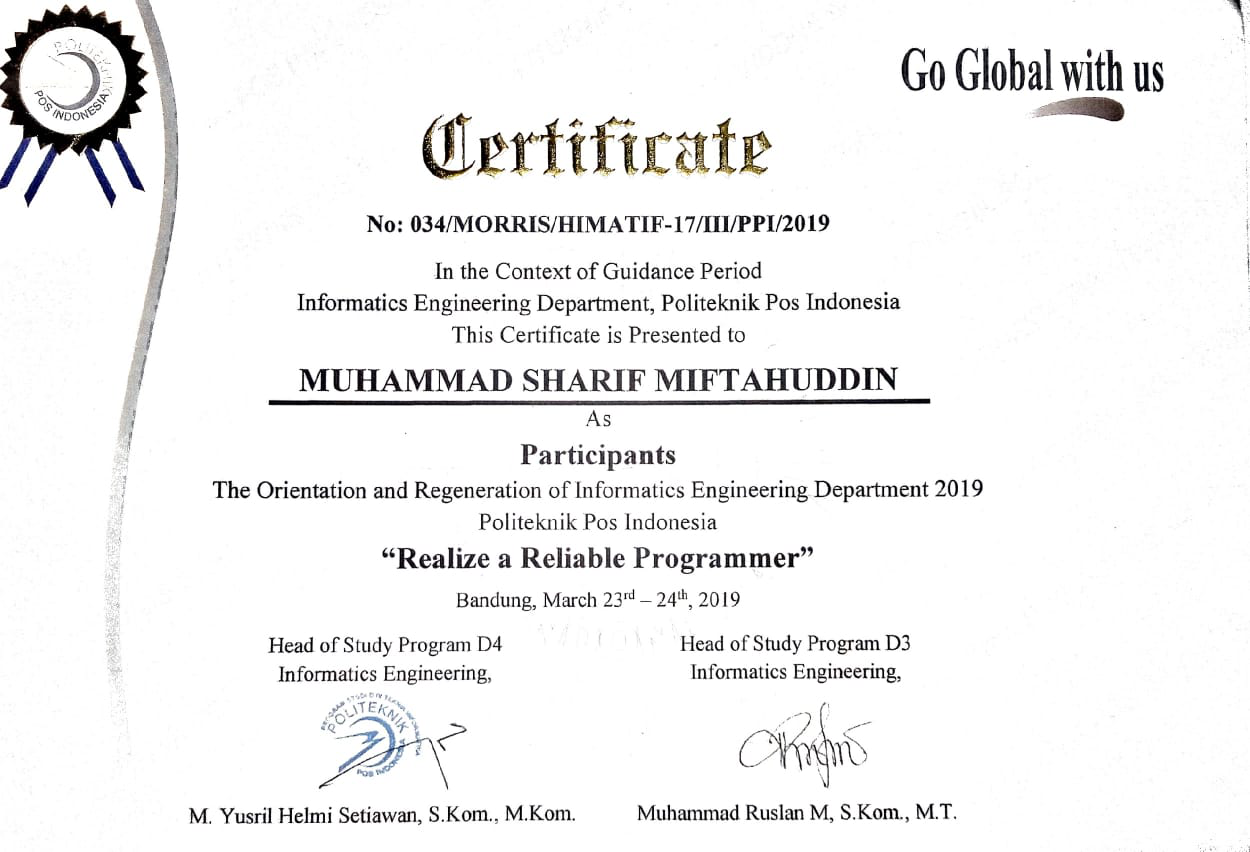 POLITEKNIK
POS INDONESIA
Go Global with us
Certificate
No: 034/MORRIS/HIMATIF-17/III/PPI/2019
In the Context of Guidance Period
Informatics Engineering Department, Politeknik Pos Indonesia
This Certificate is Presented to
MUHAMMAD SHARIF MIFTAHUDDIN
As
Participants
The Orientation and Regeneration of Informatics Engineering Department 2019
Politeknik Pos Indonesia
“Realize a Reliable Programmer”
Bandung, March 23rd – 24th, 2019
Head of Study Program D4
Informatics Engineering,
Head of Study Program D3
Informatics Engineering,
POLITEKNIK
POS INDONESIA
M. Yusril Helmi Setiawan, S.Kom., M.Kom.
Muhammad Ruslan M, S.Kom., M.T.